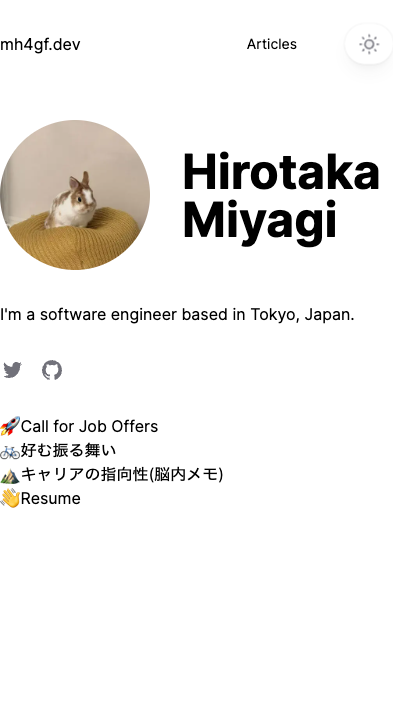 mh4gf.dev
Articles
Hirotaka
Miyagi
I'm a software engineer based in Tokyo, Japan.
🚀Call for Job Offers
🚲好む振る舞い
⛰️キャリアの指向性(脳内メモ)
👋Resume